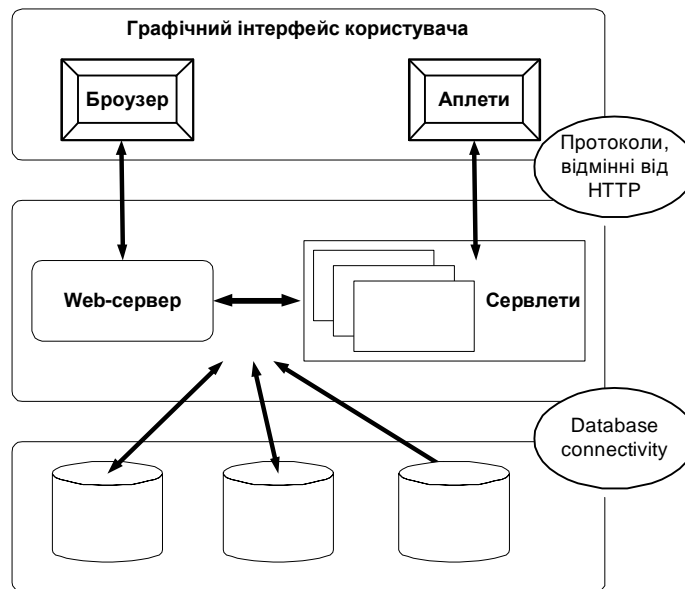 Графічний інтерфейс користувача
Броузер
Аплети
Протоколи,
відмінні від
HTTP
Web-сервер
Сервлети
Database
connectivity